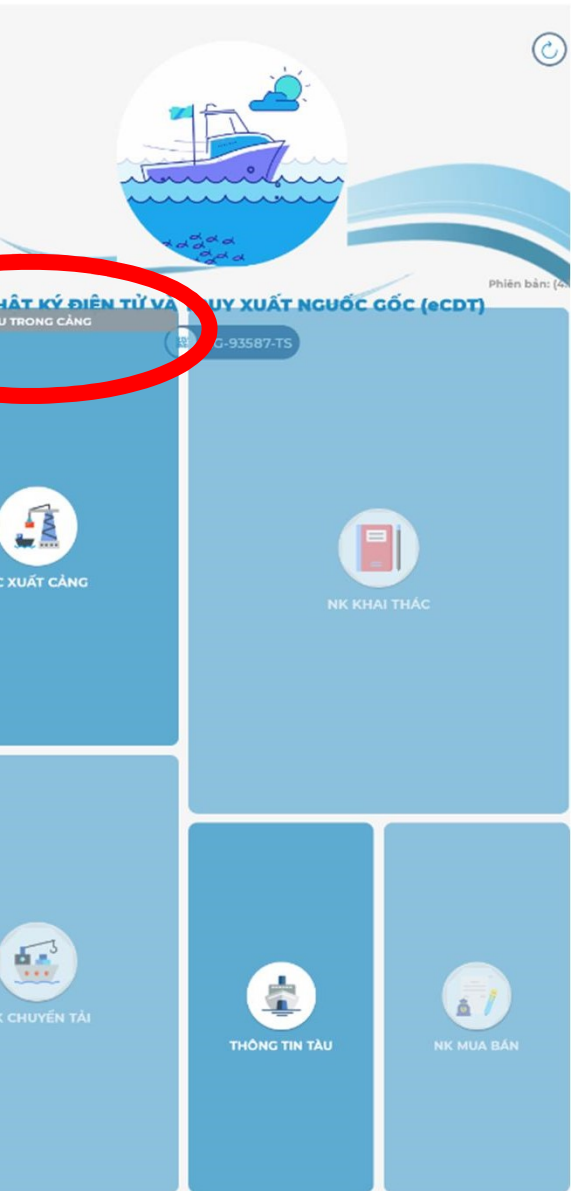 Phiên bản: (4.
HẬT KÝ ĐIỆN TỬ VÀ UY XUẤT NGUỐC GỐC (eCDT)
U TRONG CẢNG
G-93587-TS
C XUẤT CẢNG
NK KHAI THÁC
K CHUYỂN TẢI
THÔNG TIN TÀU
NK MUA BÁN